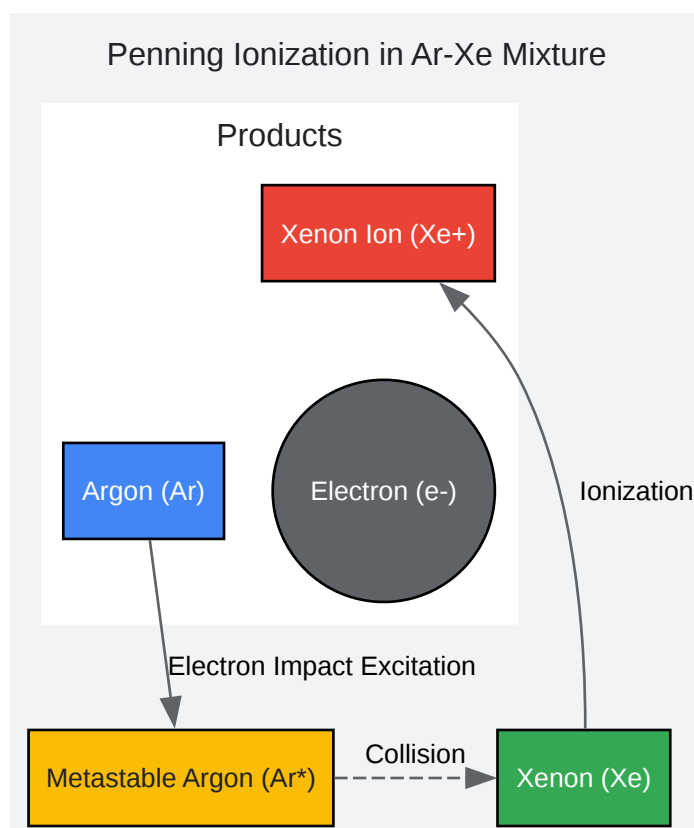 Penning Ionization in Ar-Xe Mixture
Products
Xenon Ion (Xe+)
Argon (Ar)
Electron (e-)
Ionization
Electron Impact Excitation
Metastable Argon (Ar*)
Collision
Xenon (Xe)